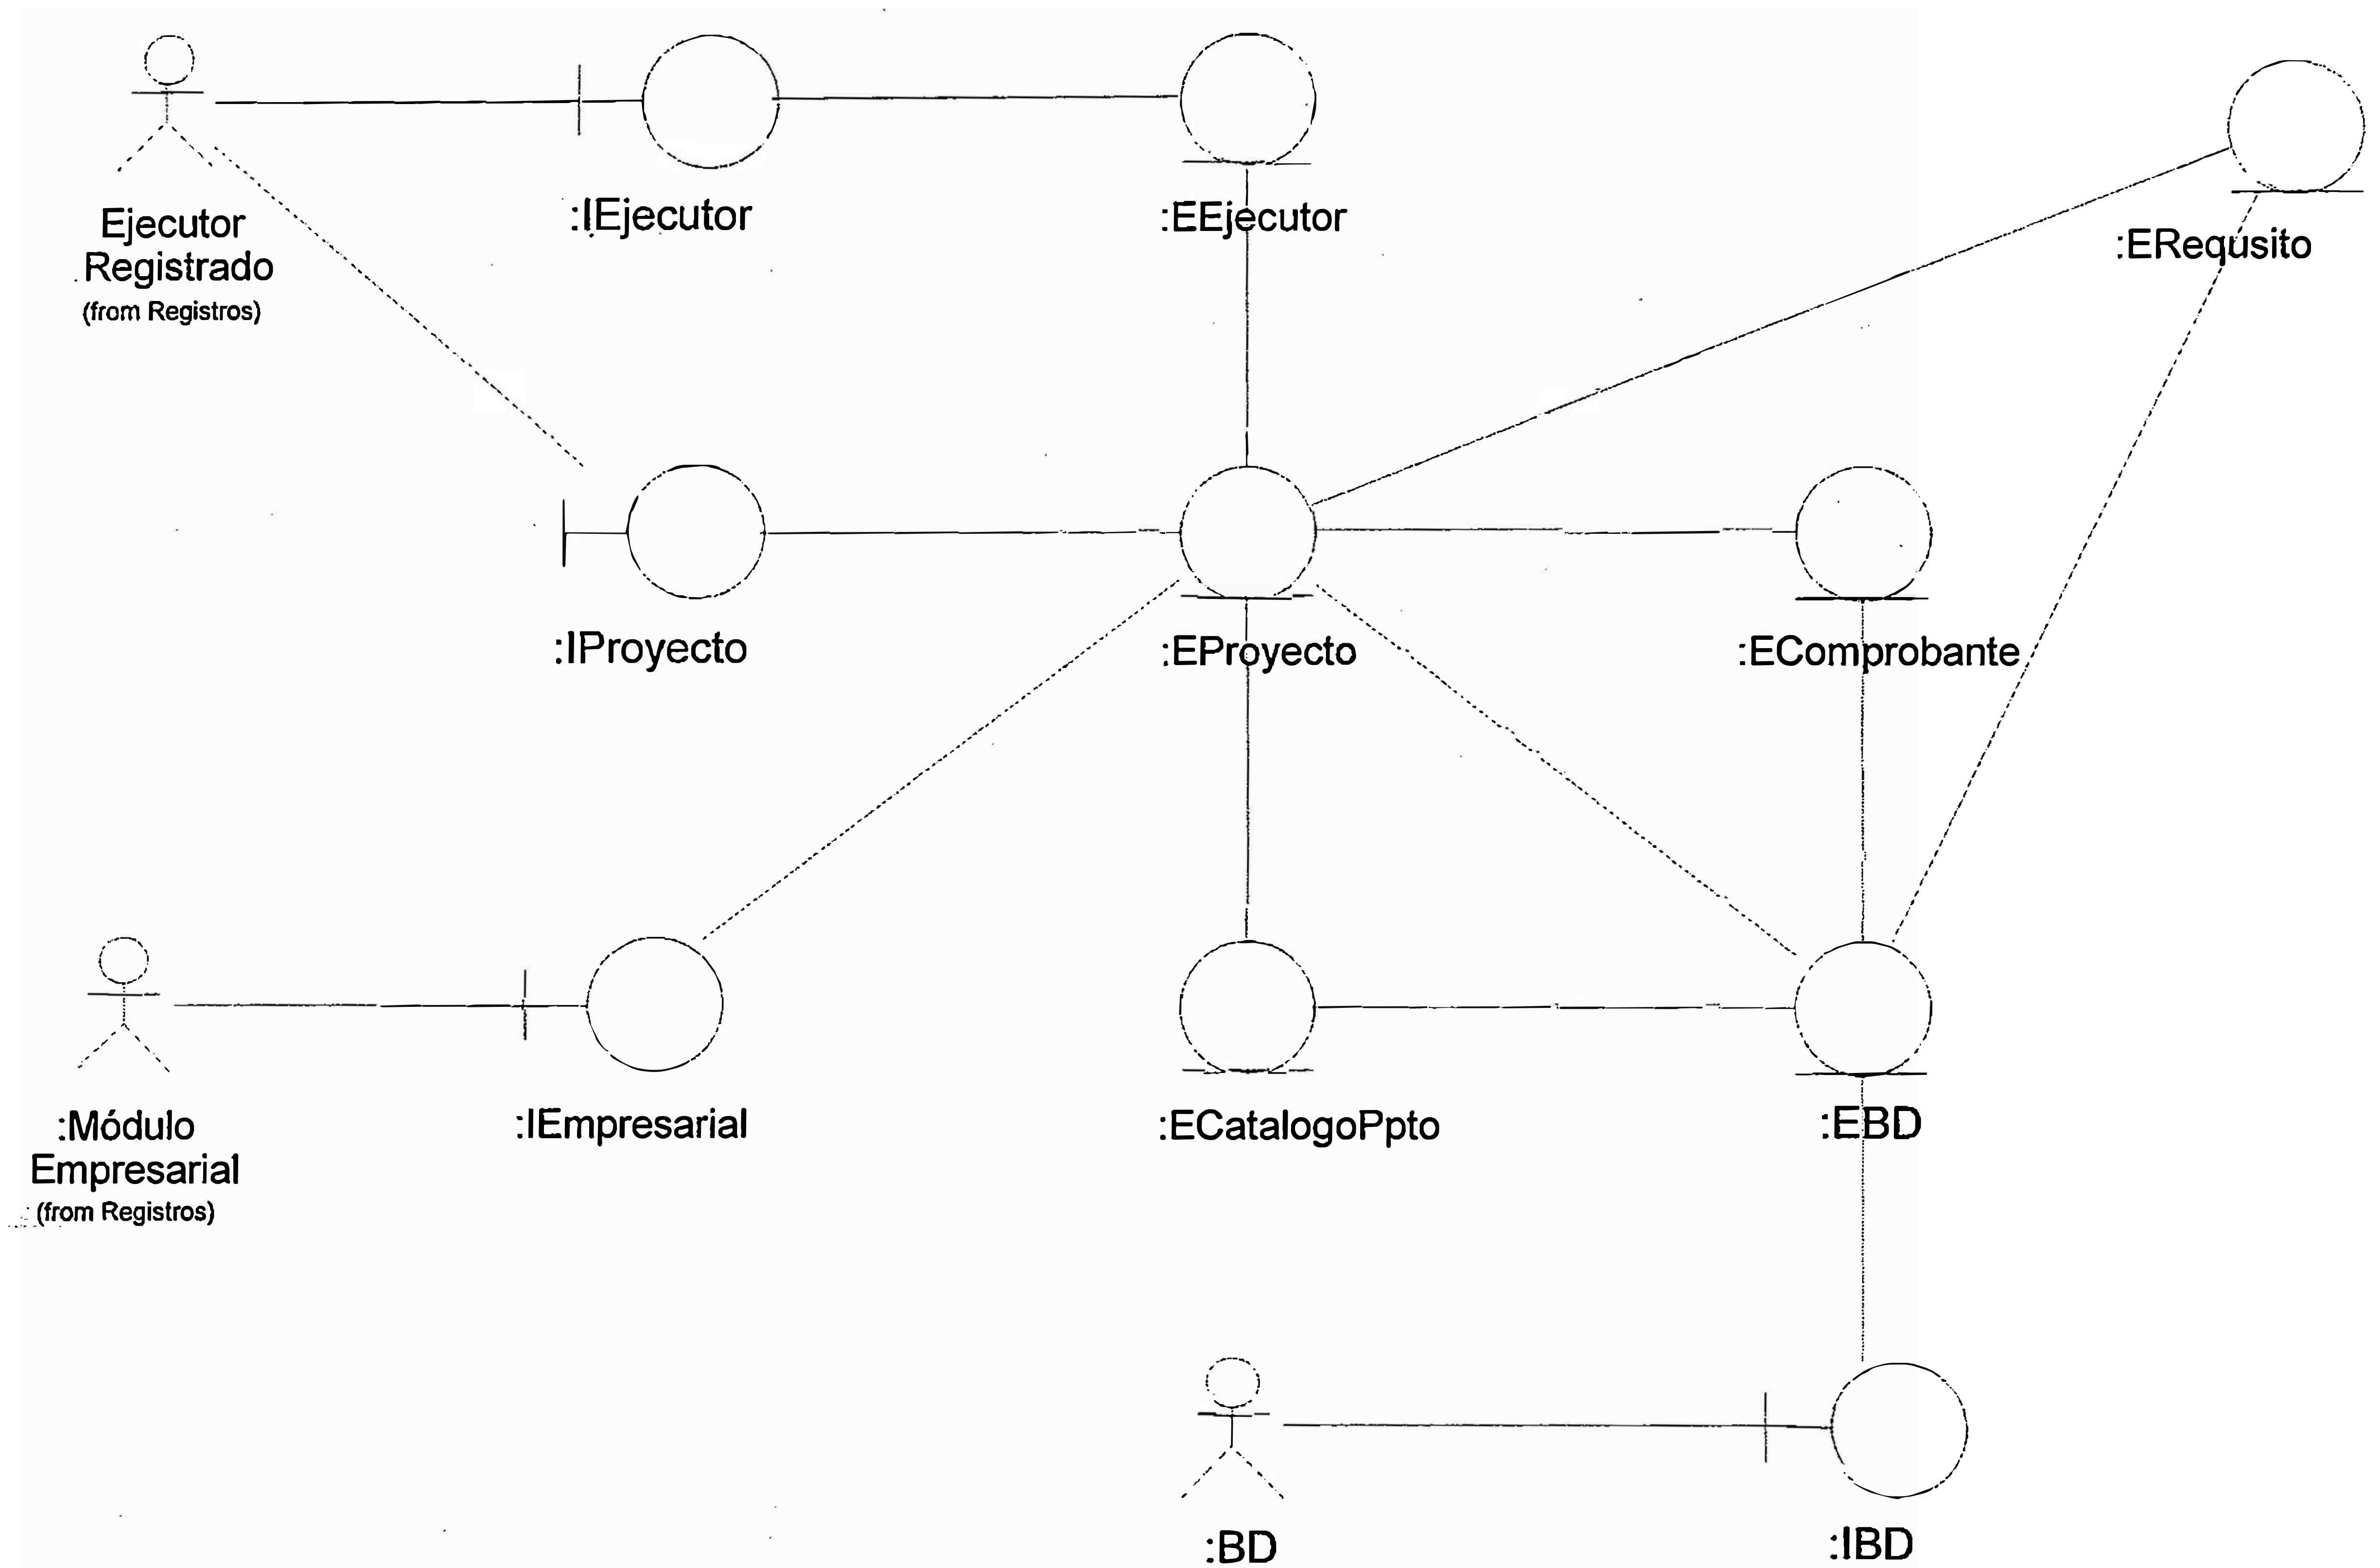 Ejecutor
Registrado
(from Registros)
:IEjecutor
:EEjecutor
:ERequsito
:IProyecto
:EProyecto
:EComprobante
:Módulo
Empresarial
(from Registros)
:IEmpresarial
:ECatalogoPpto
:EBD
:BD
:IBD